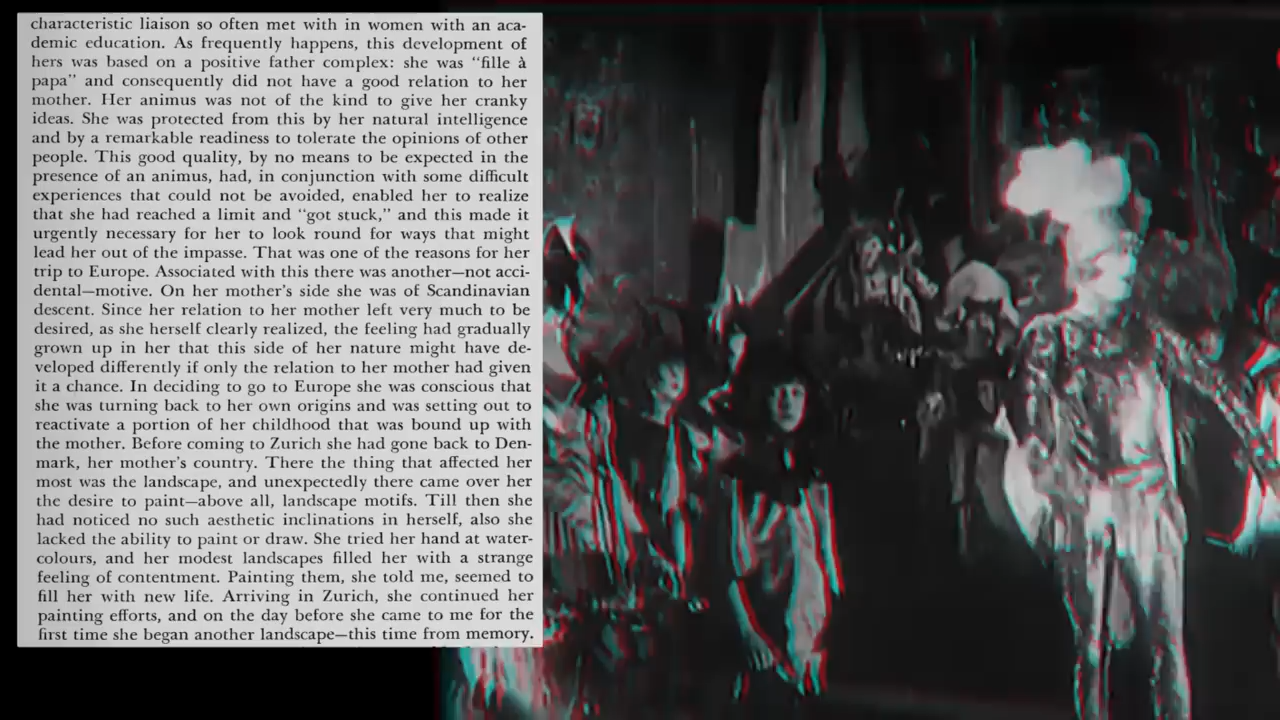 characteristic liaison so often met with in women with an aca-
demic education. As frequently happens, this development of
hers was based on a positive father complex: she was “fille à
papa” and consequently did not have a good relation to her
mother. Her animus was not of the kind to give her cranky
ideas. She was protected from this by her natural intelligence
and by a remarkable readiness to tolerate the opinions of other
people. This good quality, by no means to be expected in the
presence of an animus, had, in conjunction with some difficult
experiences that could not be avoided, enabled her to realize
that she had reached a limit and “got stuck,” and this made it
urgently necessary for her to look round for ways that might
lead her out of the impasse. That was one of the reasons for her
trip to Europe. Associated with this there was another—not acci-
dental—motive. On her mother’s side she was of Scandinavian
descent. Since her relation to her mother left very much to be
desired, as she herself clearly realized, the feeling had gradually
grown up in her that this side of her nature might have de-
veloped differently if only the relation to her mother had given
it a chance. In deciding to go to Europe she was conscious that
she was turning back to her own origins and was setting out to
reactivate a portion of her childhood that was bound up with
the mother. Before coming to Zurich she had gone back to Den-
mark, her mother’s country. There the thing that affected her
most was the landscape, and unexpectedly there came over her
the desire to paint—above all, landscape motifs. Till then she
had noticed no such aesthetic inclinations in herself, also she
lacked the ability to paint or draw. She tried her hand at water-
colours, and her modest landscapes filled her with a strange
feeling of contentment. Painting them, she told me, seemed to
fill her with new life. Arriving in Zurich, she continued her
painting efforts, and on the day before she came to me for the
first time she began another landscape—this time from memory.